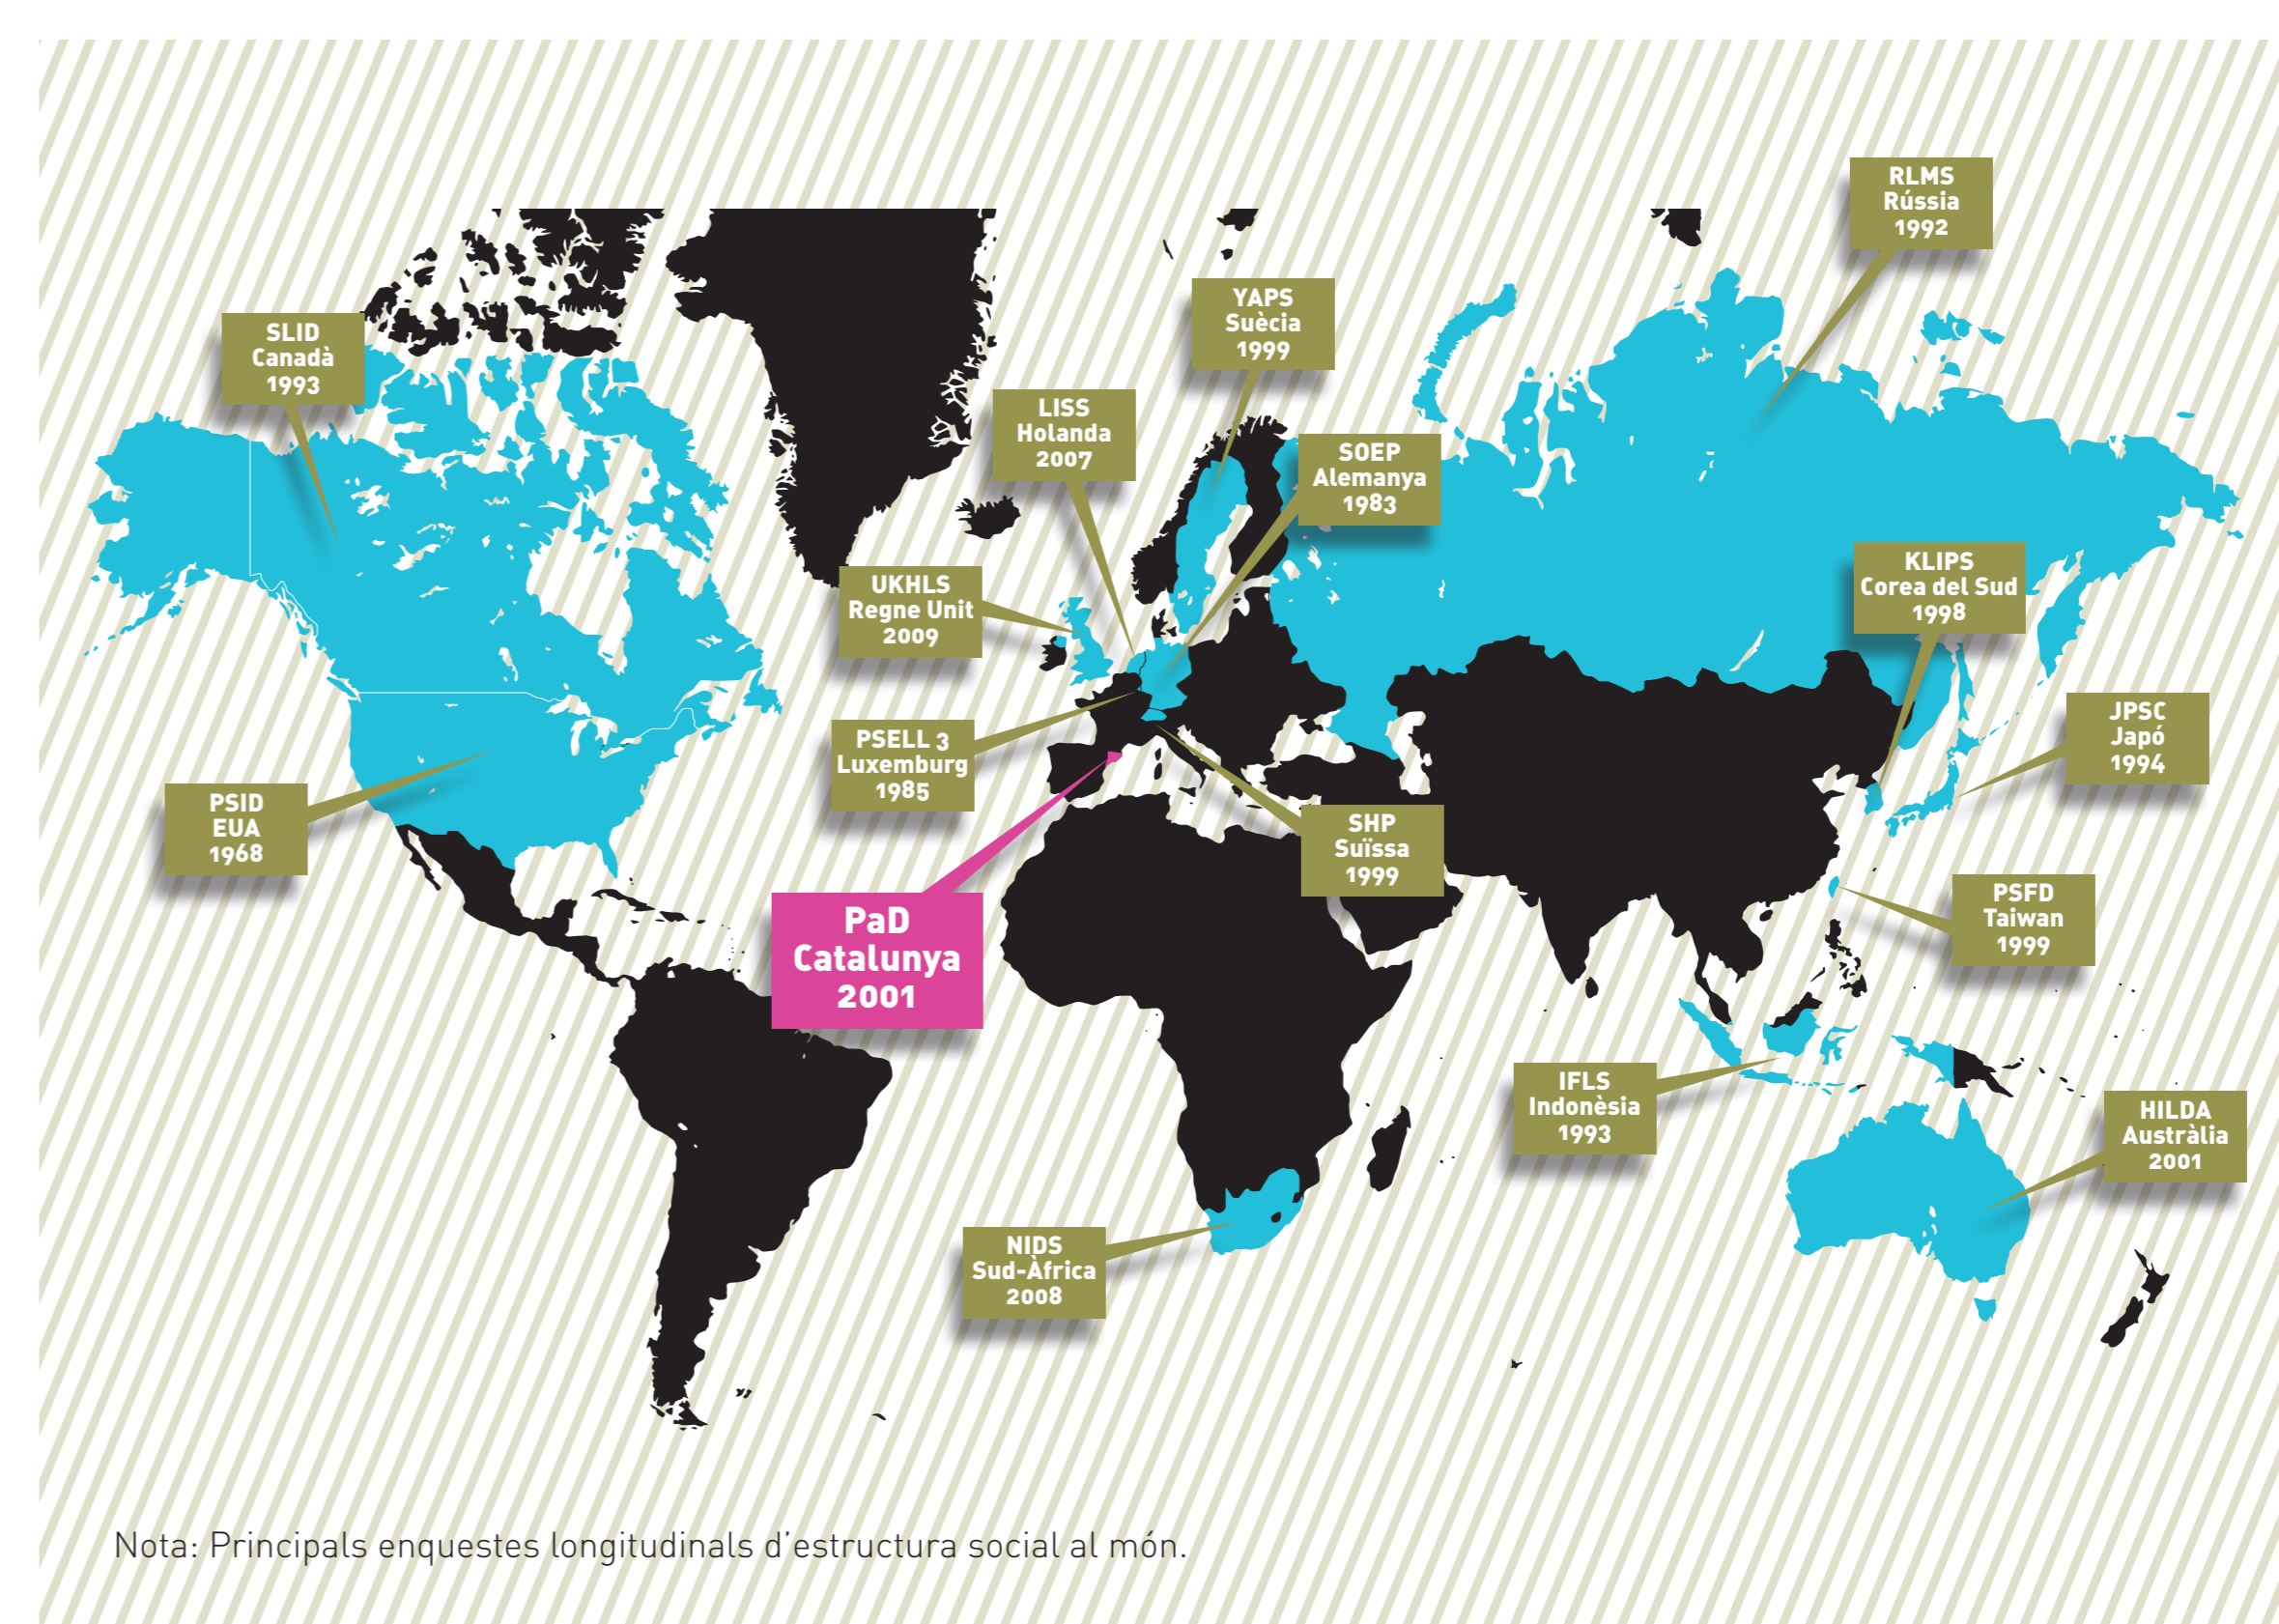 RLMS
Rússia
1992
YAPS
Suècia
1999
SLID
Canadà
1993
LISS
Holanda
2007
SOEP
Alemanya
1983
KLIPS
Corea del Sud
1998
UKHLS
Regne Unit
2009
JPSC
Japó
1994
PSELL 3
Luxemburg
1985
PSID
EUA
1968
SHP
Suïssa
1999
PSFD
Taiwan
1999
PaD
Catalunya
2001
IFLS
Indonèsia
1993
HILDA
Austràlia
2001
NIDS
Sud-Àfrica
2008
Nota: Principals enquestes longitudinals d'estructura social al món.